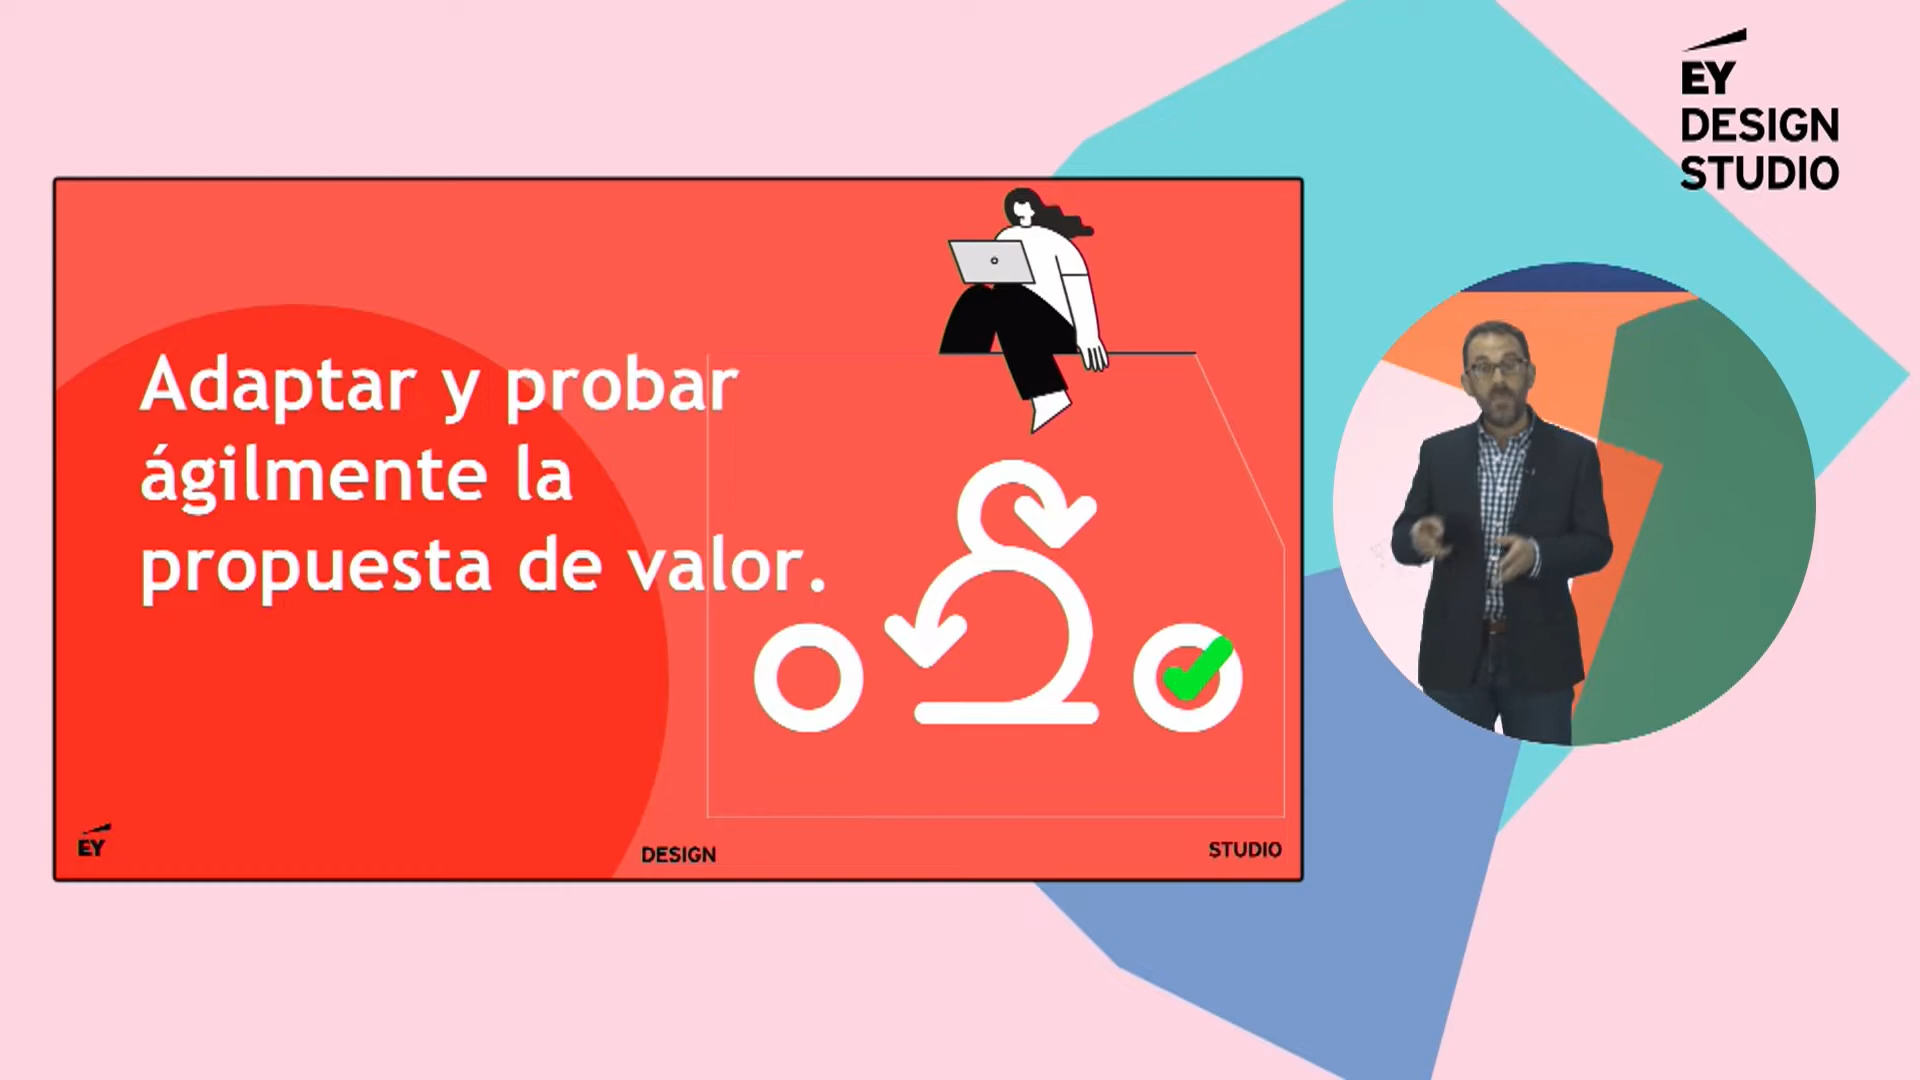 EY
DESIGN
STUDIO
Adaptar y probar
ágilmente la
propuesta de valor.
EY
DESIGN
STUDIO